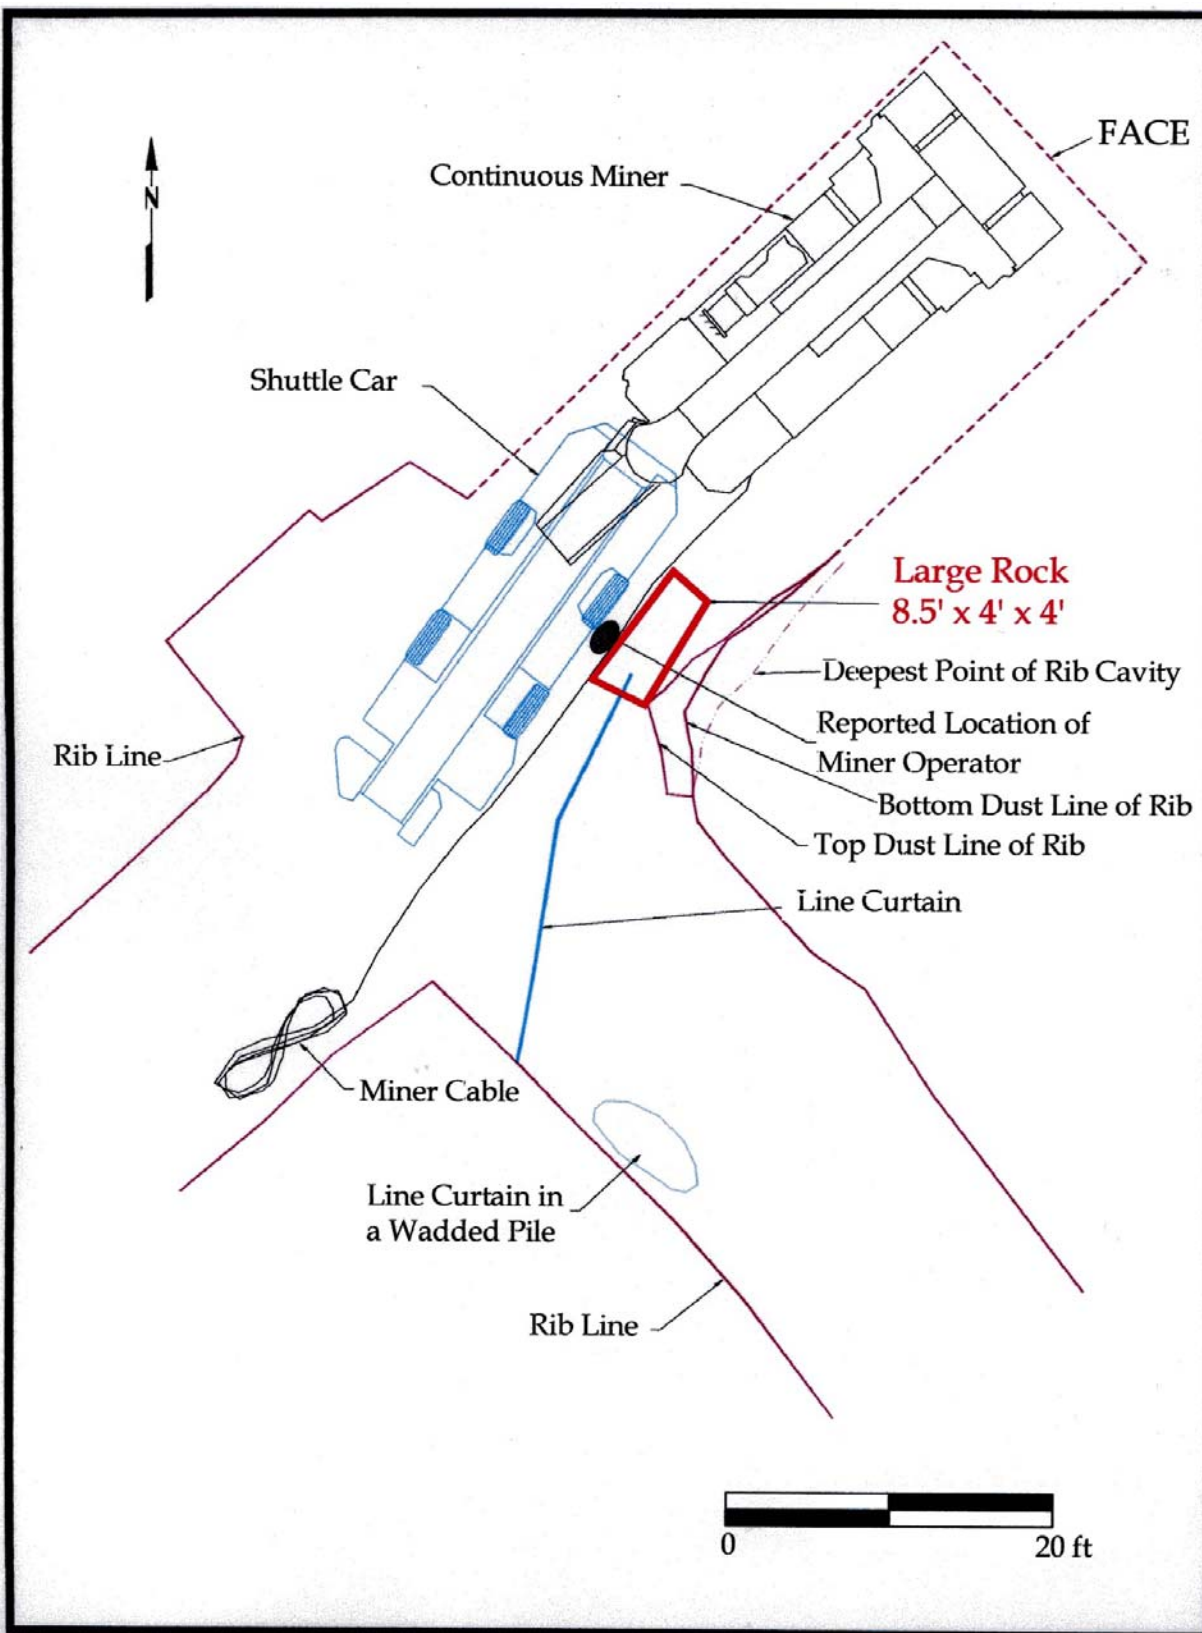 FACE
Continuous Miner
N
Shuttle Car
Large Rock
8.5' x 4' x 4'
Deepest Point of Rib Cavity
Reported Location of
Miner Operator
Rib Line
Bottom Dust Line of Rib
Top Dust Line of Rib
Line Curtain
Miner Cable
Line Curtain in
a Wadded Pile
Rib Line
0
20 ft